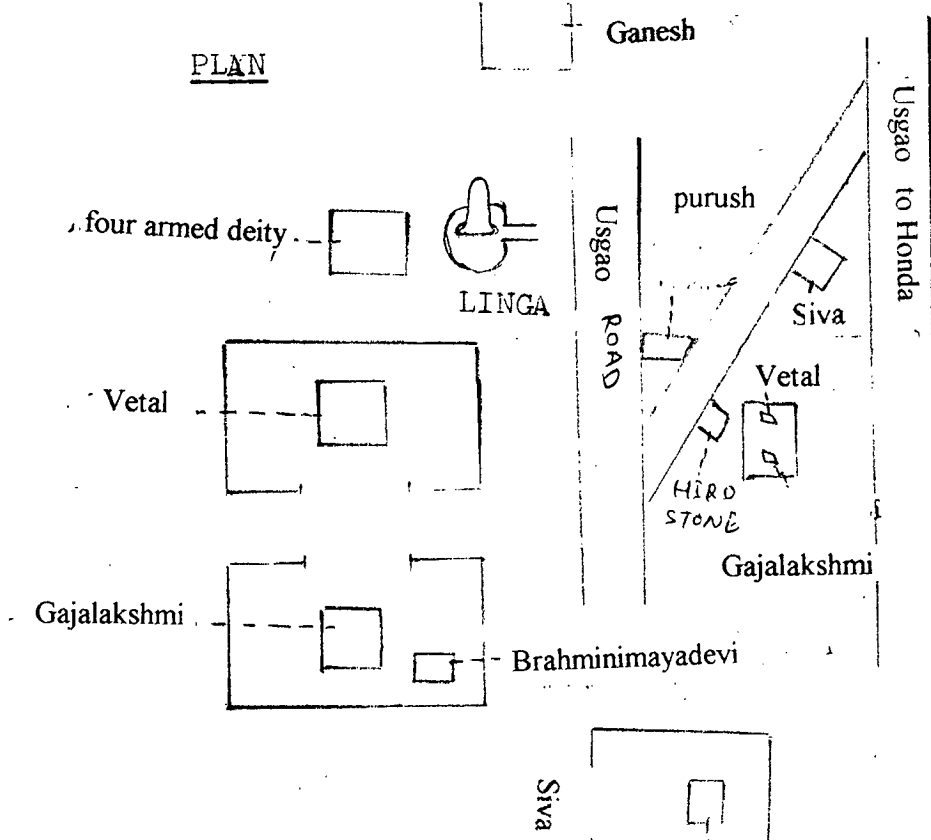 Ganesh
PLAN
Usgao to Honda
purush
four armed deity
Usgao ROAD
LINGA
Siva
Vetal
Vetal
HIRO
STONE
Gajalakshmi
Gajalakshmi
Brahminimayadevi
Siva